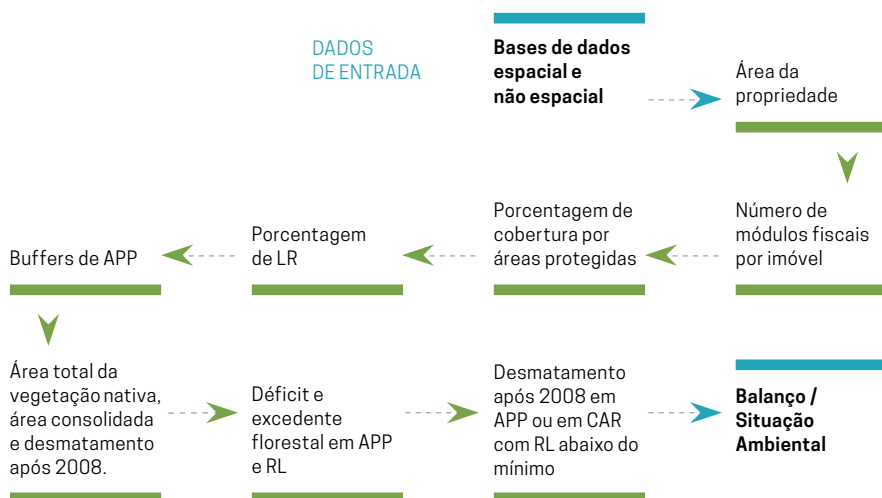 DADOS
DE ENTRADA
Bases de dados
espacial e
não espacial
Área da
propriedade
Número de
módulos fiscais
por imóvel
Porcentagem de
cobertura por
áreas protegidas
Porcentagem
de LR
Buffers de APP
Área total da
vegetação nativa,
área consolidada
e desmatamento
após 2008.
Déficit e
excedente
florestal em APP
e RL
Desmatamento
após 2008 em
APP ou em CAR
com RL abaixo do
mínimo
Balanço /
Situação
Ambiental